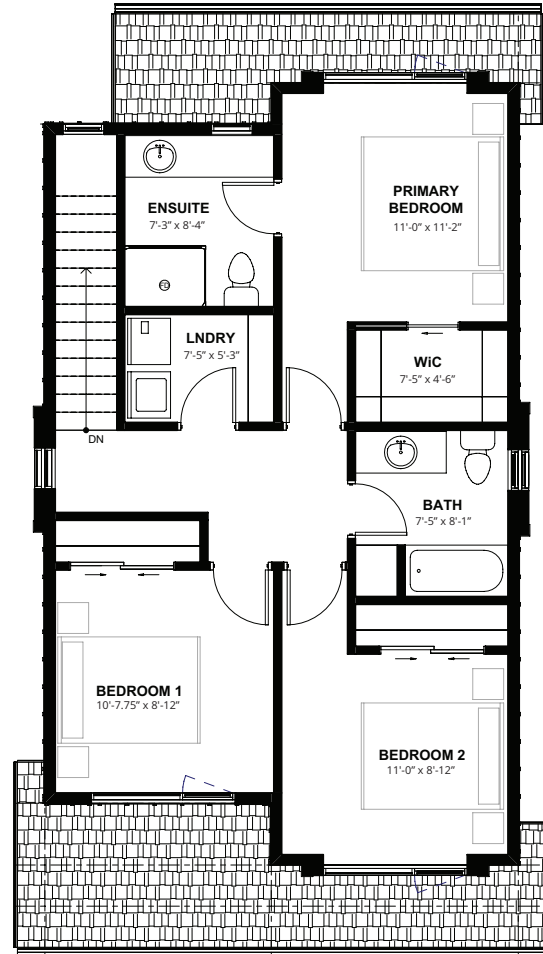 ENSUITE
7'-3" x 8'-4"
PRIMARY
BEDROOM
11'-0" x 11'-2"
FD
LNDRY
7'-5" x 5'-3"
WiC
7'-5" x 4'-6"
DN
BATH
7'-5" x 8'-1"
BEDROOM 1
10'-7.75" x 8'-12"
BEDROOM 2
11'-0" x 8'-12"